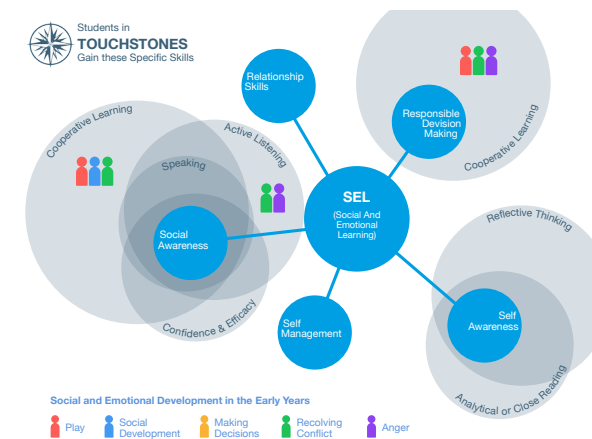 Students in
TOUCHSTONES
Gain these Specific Skills
Relationship
Skills
Responsible
Devision
Making
Cooperative Learning
Cooperative Learning
Active Listening
Speaking
Social
Awareness
Confidence & Efficacy
SEL
(Social And
Emotional
Learning)
Self
Management
Reflective Thinking
Self
Awareness
Analytical or Close Reading
Social and Emotional Development in the Early Years
Play
Social
Development
Making
Decisions
Recolving
Conflict
Anger